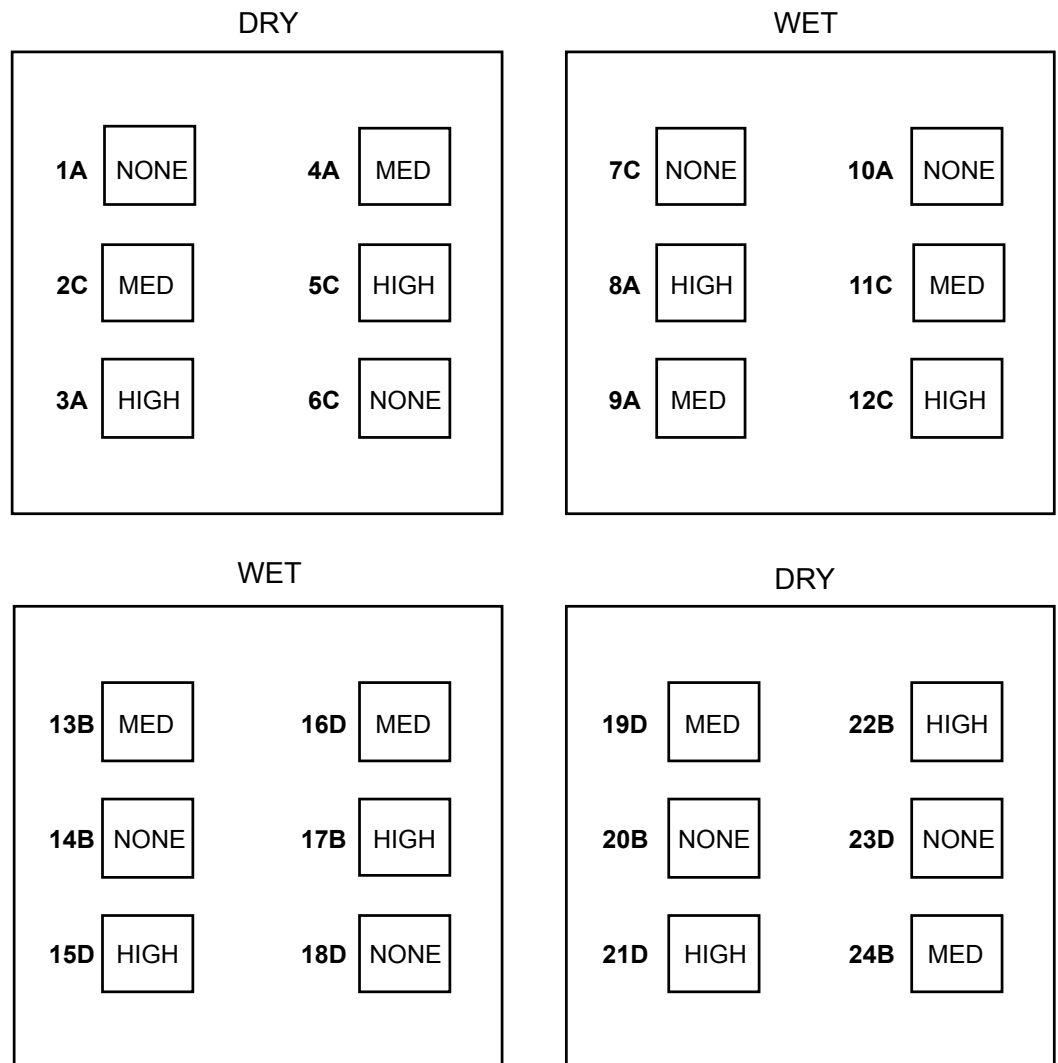 DRY
WET
1A NONE 4A MED
2C MED 5C HIGH
3A HIGH 6C NONE
7C NONE 10A NONE
8A HIGH 11C MED
9A MED 12C HIGH
WET
DRY
13B MED 16D MED
14B NONE 17B HIGH
15D HIGH 18D NONE
19D MED 22B HIGH
20B NONE 23D NONE
21D HIGH 24B MED